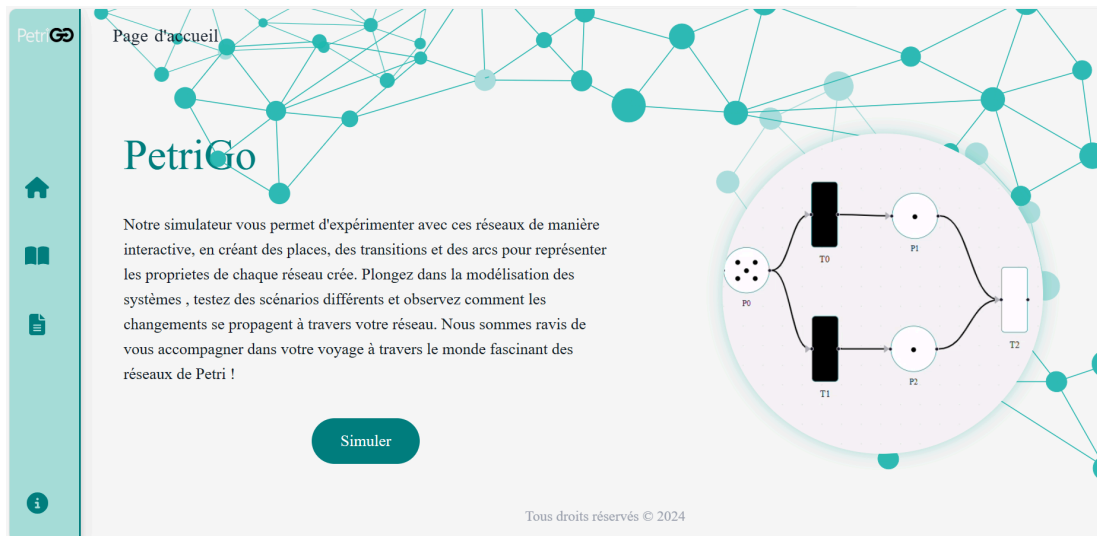 PetriGO
Page d'accueil
PetriGo
Notre simulateur vous permet d'expérimenter avec ces réseaux de manière
interactive, en créant des places, des transitions et des arcs pour représenter
les proprietes de chaque réseau crée. Plongez dans la modélisation des
systèmes , testez des scénarios différents et observez comment les
changements se propagent à travers votre réseau. Nous sommes ravis de
vous accompagner dans votre voyage à travers le monde fascinant des
réseaux de Petri !
Simuler
P0
T0
P1
T1
P2
T2
Tous droits réservés © 2024